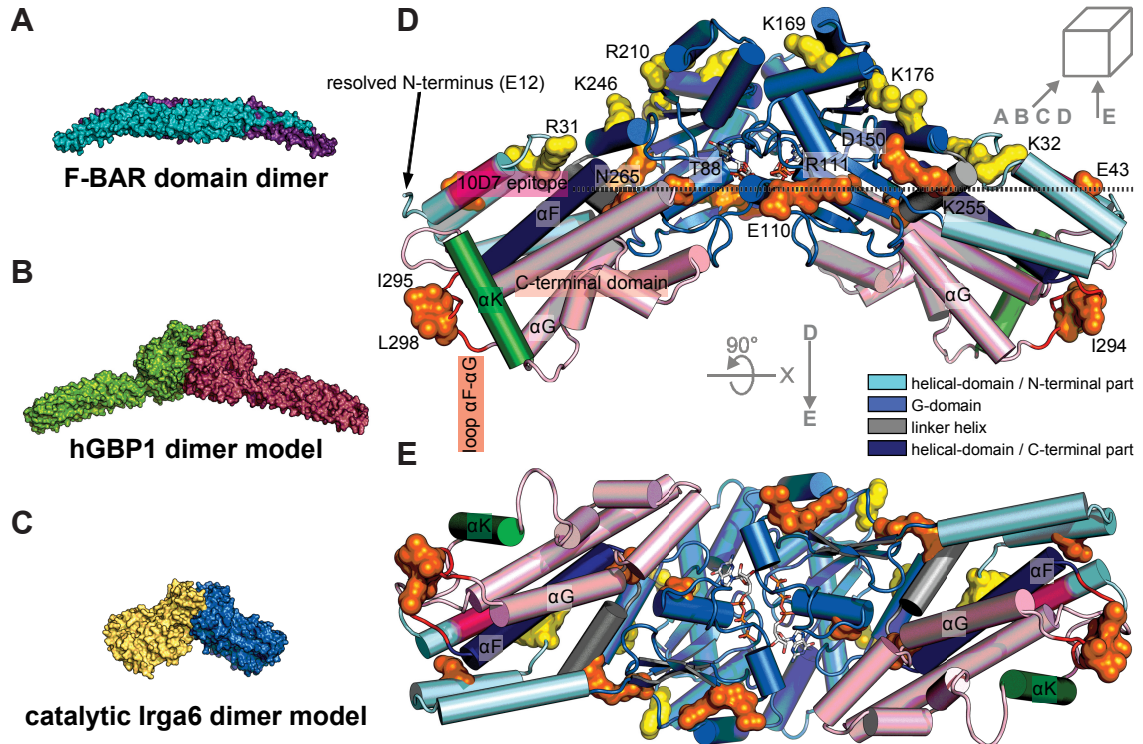 A
F-BAR domain dimer
B
hGBP1 dimer model
C
catalytic Irga6 dimer model
D
resolved N-terminus (E12)
R31
K246
R210
K169
K176
D150
K32
E43
10D7 epitope
N265
T88
R111
K255
E110
αF
αK
C-terminal domain
αG
αG
I295
L298
I294
loop αF-αG
A B C D
E
90°
X
D
E
helical-domain / N-terminal part
G-domain
linker helix
helical-domain / C-terminal part
E
αK
αG
αF
αF
αG
αK